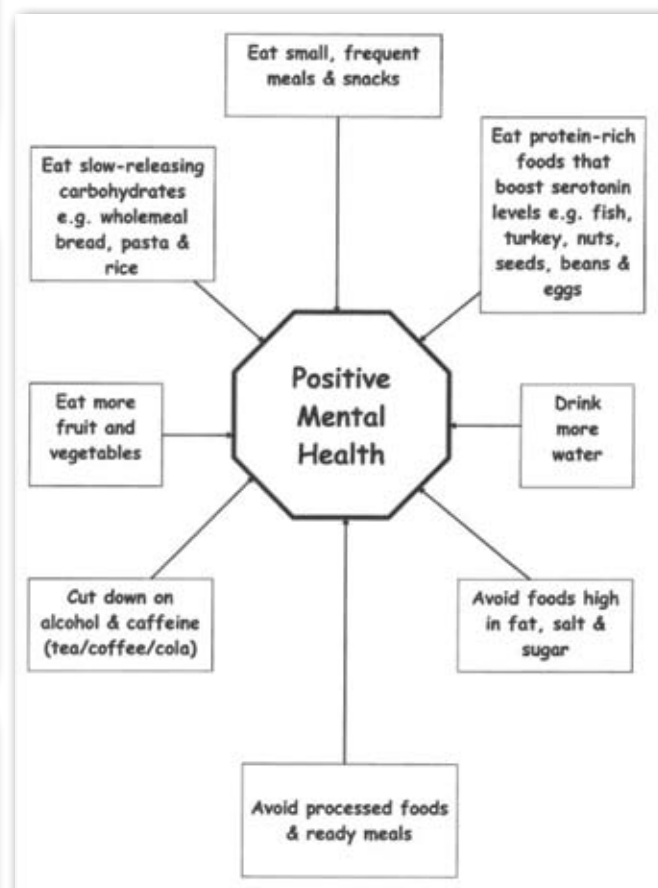 Eat small, frequent
meals & snacks
Eat slow-releasing
carbohydrates
e.g. wholemeal
bread, pasta &
rice
Eat protein-rich
foods that
boost serotonin
levels e.g. fish,
turkey, nuts,
seeds, beans &
eggs
Positive
Mental
Health
Eat more
fruit and
vegetables
Drink
more
water
Cut down on
alcohol & caffeine
(tea/coffee/cola)
Avoid foods high
in fat, salt &
sugar
Avoid processed foods
& ready meals